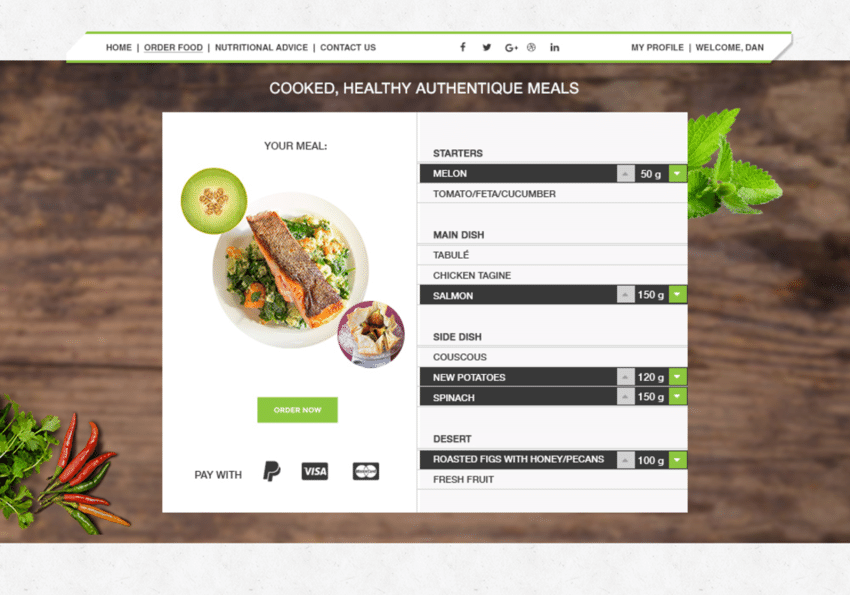 HOME | ORDER FOOD | NUTRITIONAL ADVICE | CONTACT US
MY PROFILE | WELCOME, DAN
COOKED, HEALTHY AUTHENTIQUE MEALS
YOUR MEAL:
ORDER NOW
PAY WITH
VISA
STARTERS
MELON 50 g
TOMATO/FETA/CUCUMBER
MAIN DISH
TABULÉ
CHICKEN TAGINE
SALMON 150 g
SIDE DISH
COUSCOUS
NEW POTATOES 120 g
SPINACH 150 g
DESERT
ROASTED FIGS WITH HONEY/PECANS 100 g
FRESH FRUIT